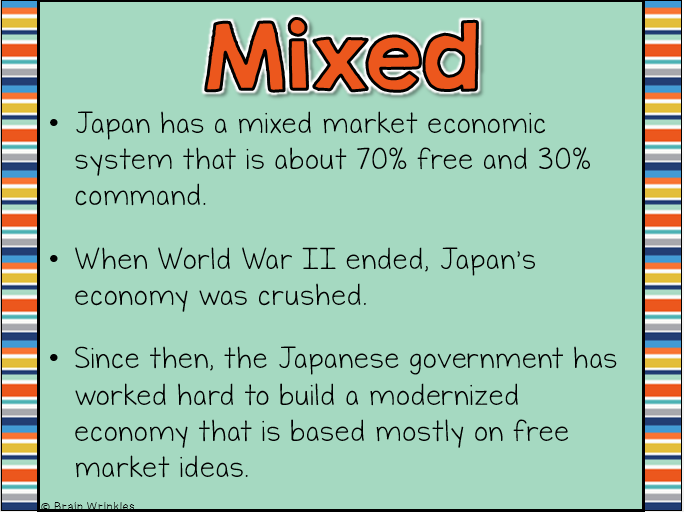 Mixed
• Japan has a mixed market economic
system that is about 70% free and 30%
command.
• When World War II ended, Japan's
economy was crushed.
• Since then, the Japanese government has
worked hard to build a modernized
economy that is based mostly on free
market ideas.
© Brain Wrinkles